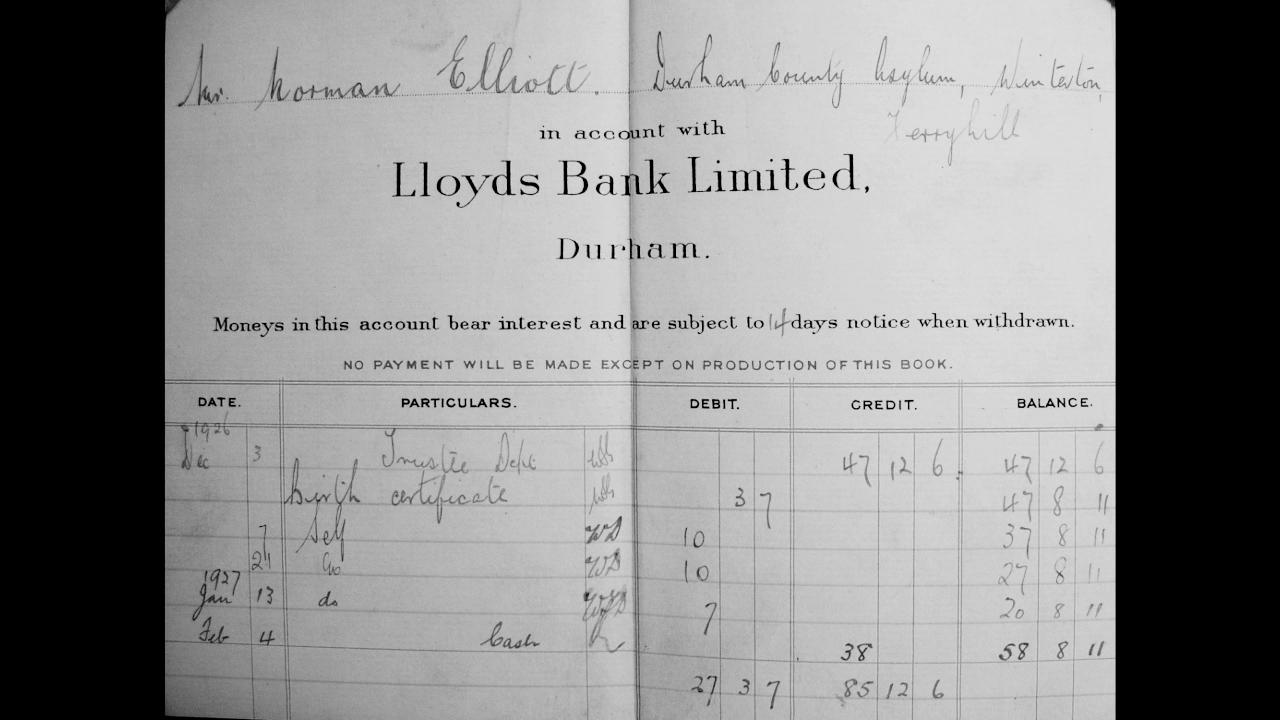 Mr. Norman Elliott. Durham County Asylum, Winterton,
Ferryhill
in account with
Lloyds Bank Limited,
Durham.
Moneys in this account bear interest and are subject to 14 days notice when withdrawn.
NO PAYMENT WILL BE MADE EXCEPT ON PRODUCTION OF THIS BOOK.
DATE. PARTICULARS. DEBIT. CREDIT. BALANCE.
1926
Dec 3 Trustee Dept 47 12 6 47 12 6
birth certificate 3 7 47 8 11
7 Self WD 10 37 8 11
Do WD 10 27 8 11
1927
Jan 13 do 7 20 8 11
Feb 4 Cash 38 58 8 11
27 3 7 85 12 6